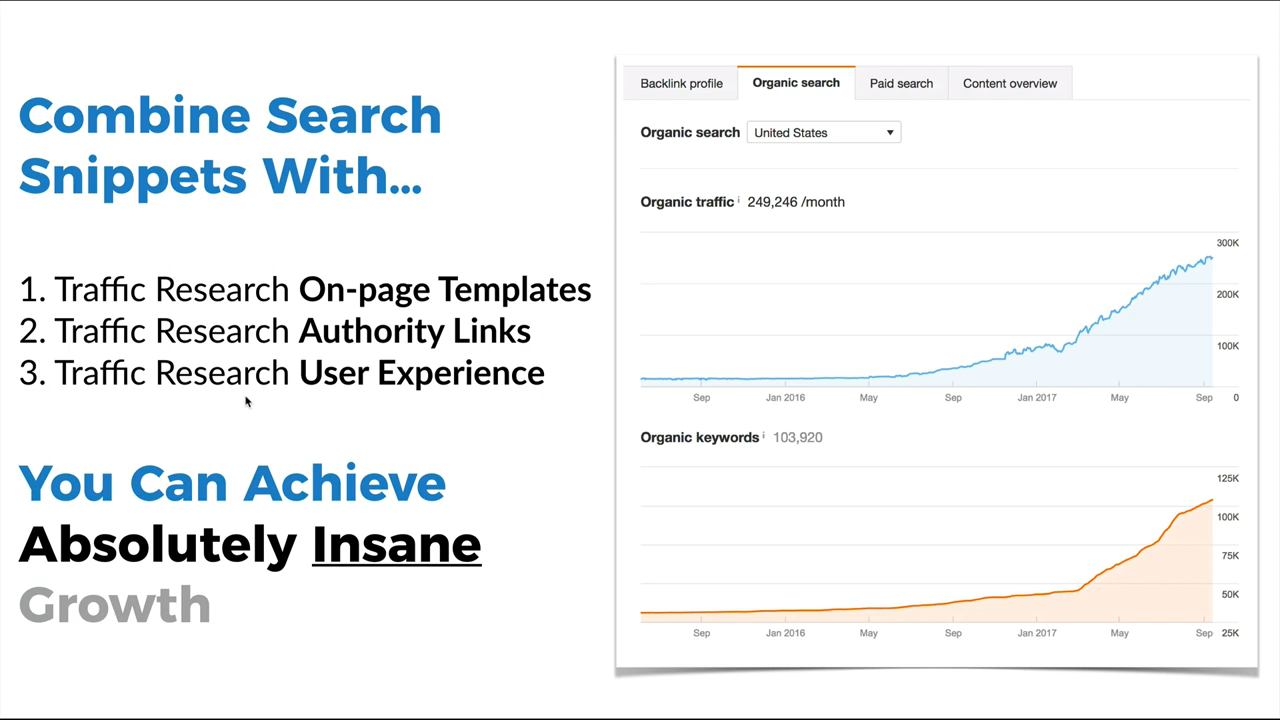 Combine Search
Snippets With...
1. Traffic Research On-page Templates
2. Traffic Research Authority Links
3. Traffic Research User Experience
You Can Achieve
Absolutely Insane
Growth
Backlink profile Organic search Paid search Content overview
Organic search United States
Organic traffic i 249,246 /month
300K
200K
100K
Sep Jan 2016 May Sep Jan 2017 May Sep 0
Organic keywords i 103,920
125K
100K
75K
50K
Sep Jan 2016 May Sep Jan 2017 May Sep 25K